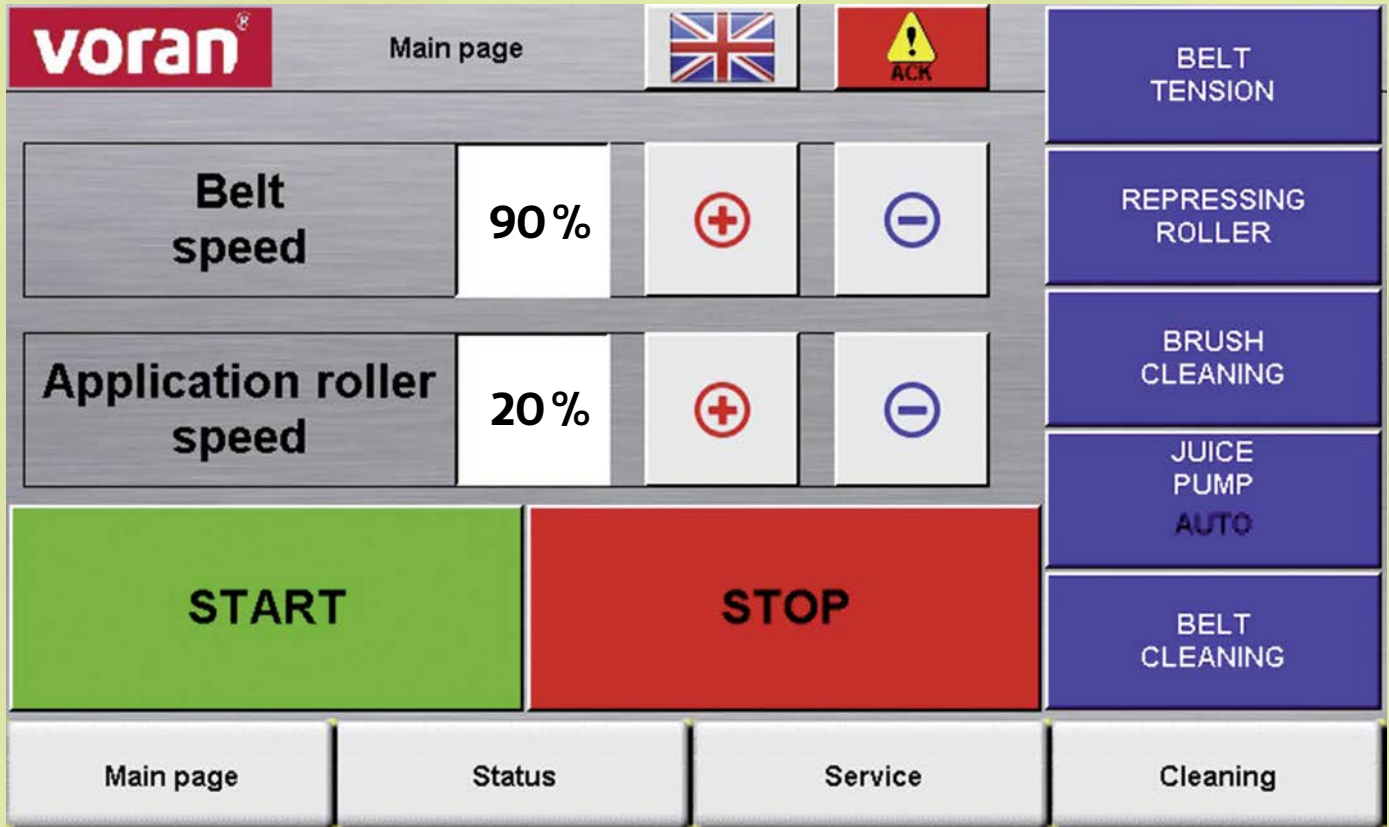 voran®
Main page
ACK
Belt
speed
90%
Application roller
speed
20%
START
STOP
BELT
TENSION
REPRESSING
ROLLER
BRUSH
CLEANING
JUICE
PUMP
AUTO
BELT
CLEANING
Main page
Status
Service
Cleaning